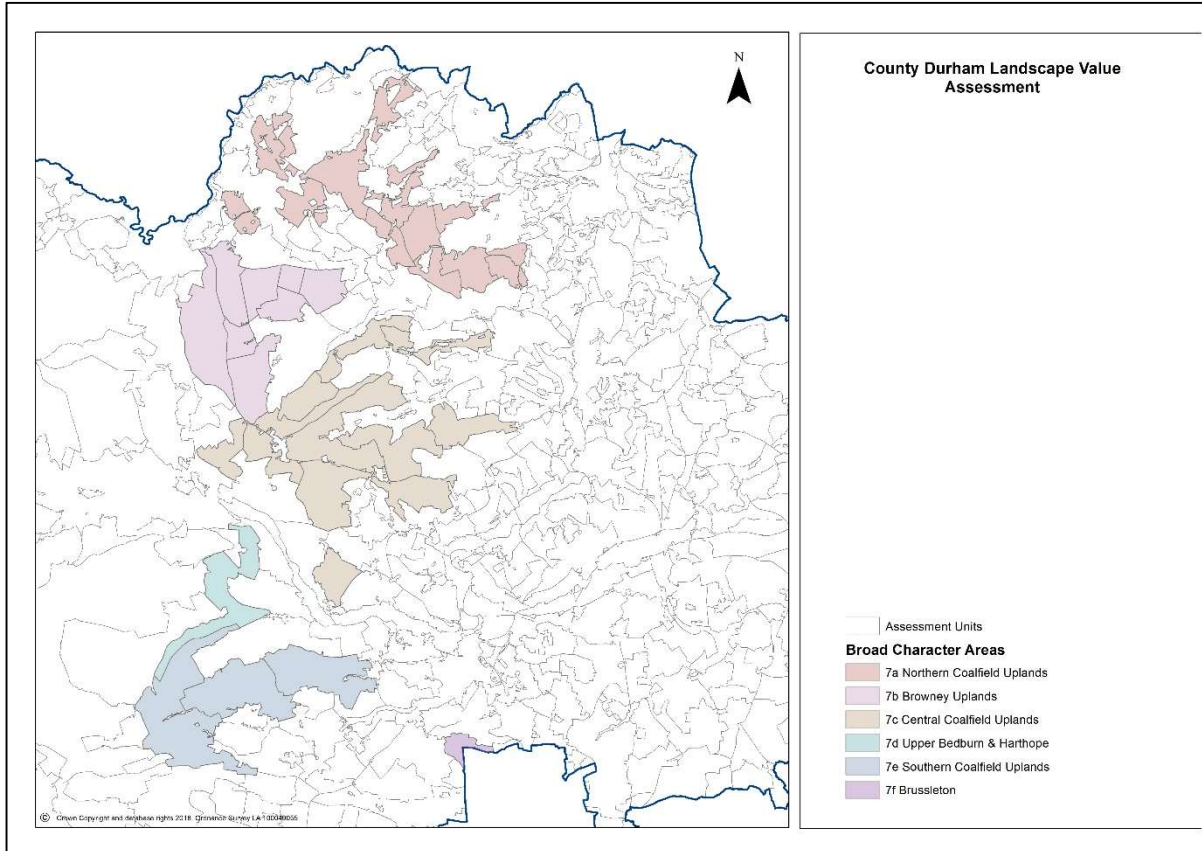 N
County Durham Landscape Value
Assessment
Assessment Units
Broad Character Areas
7a Northern Coalfield Uplands
7b Browney Uplands
7c Central Coalfield Uplands
7d Upper Bedburn & Harthope
7e Southern Coalfield Uplands
7f Brussleton
© Crown Copyright and database rights 2018. Ordnance Survey LA 100049055